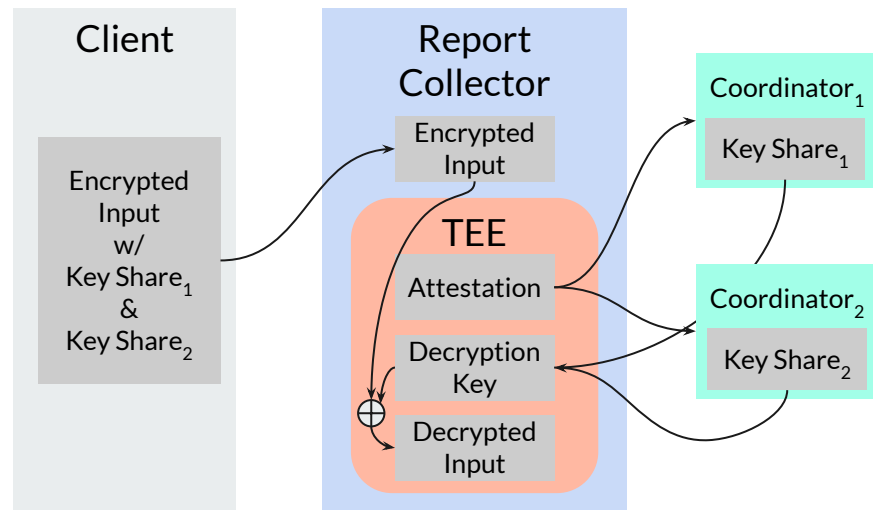 Client
Encrypted
Input
w/
Key Share1
&
Key Share2
Report
Collector
Encrypted
Input
TEE
Attestation
Decryption
Key
Decrypted
Input
Coordinator1
Key Share1
Coordinator2
Key Share2